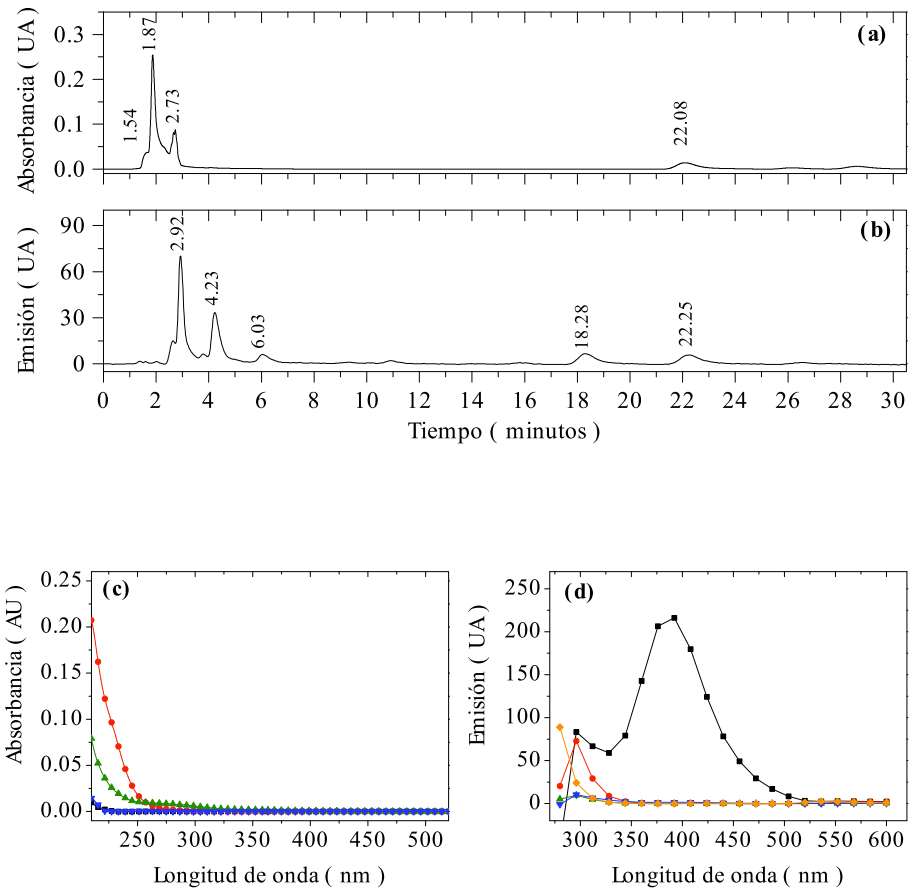 Absorbancia ( UA)
0.3
0.2
0.1
0.0
1.54
1.87
2.73
22.08
(a)
Emisión ( UA)
90
60
30
0
2.92
4.23
6.03
18.28
22.25
(b)
0 2 4 6 8 10 12 14 16 18 20 22 24 26 28 30
Tiempo ( minutos )
Absorbancia ( AU)
0.25
0.20
0.15
0.10
0.05
0.00
(c)
250 300 350 400 450 500
Longitud de onda ( nm )
Emisión ( UA)
250
200
150
100
50
0
(d)
300 350 400 450 500 550 600
Longitud de onda ( nm )